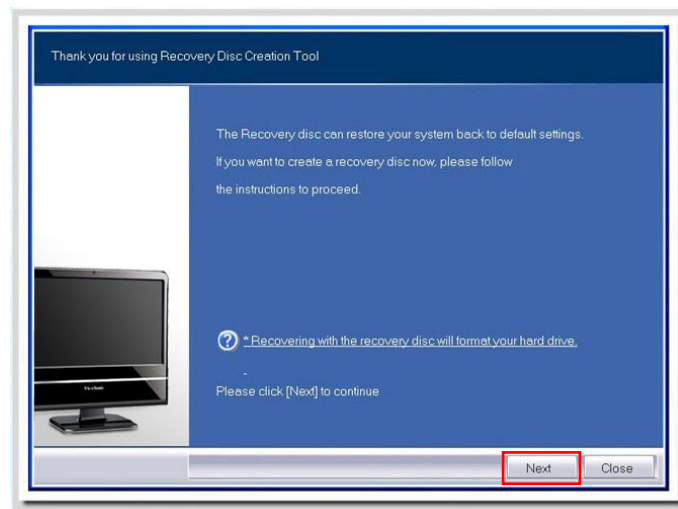 Thank you for using Recovery Disc Creation Tool
The Recovery disc can restore your system back to default settings.
If you want to create a recovery disc now, please follow
the instructions to proceed.
* Recovering with the recovery disc will format your hard drive.
-
Please click [Next] to continue
ViewSonic
Next
Close